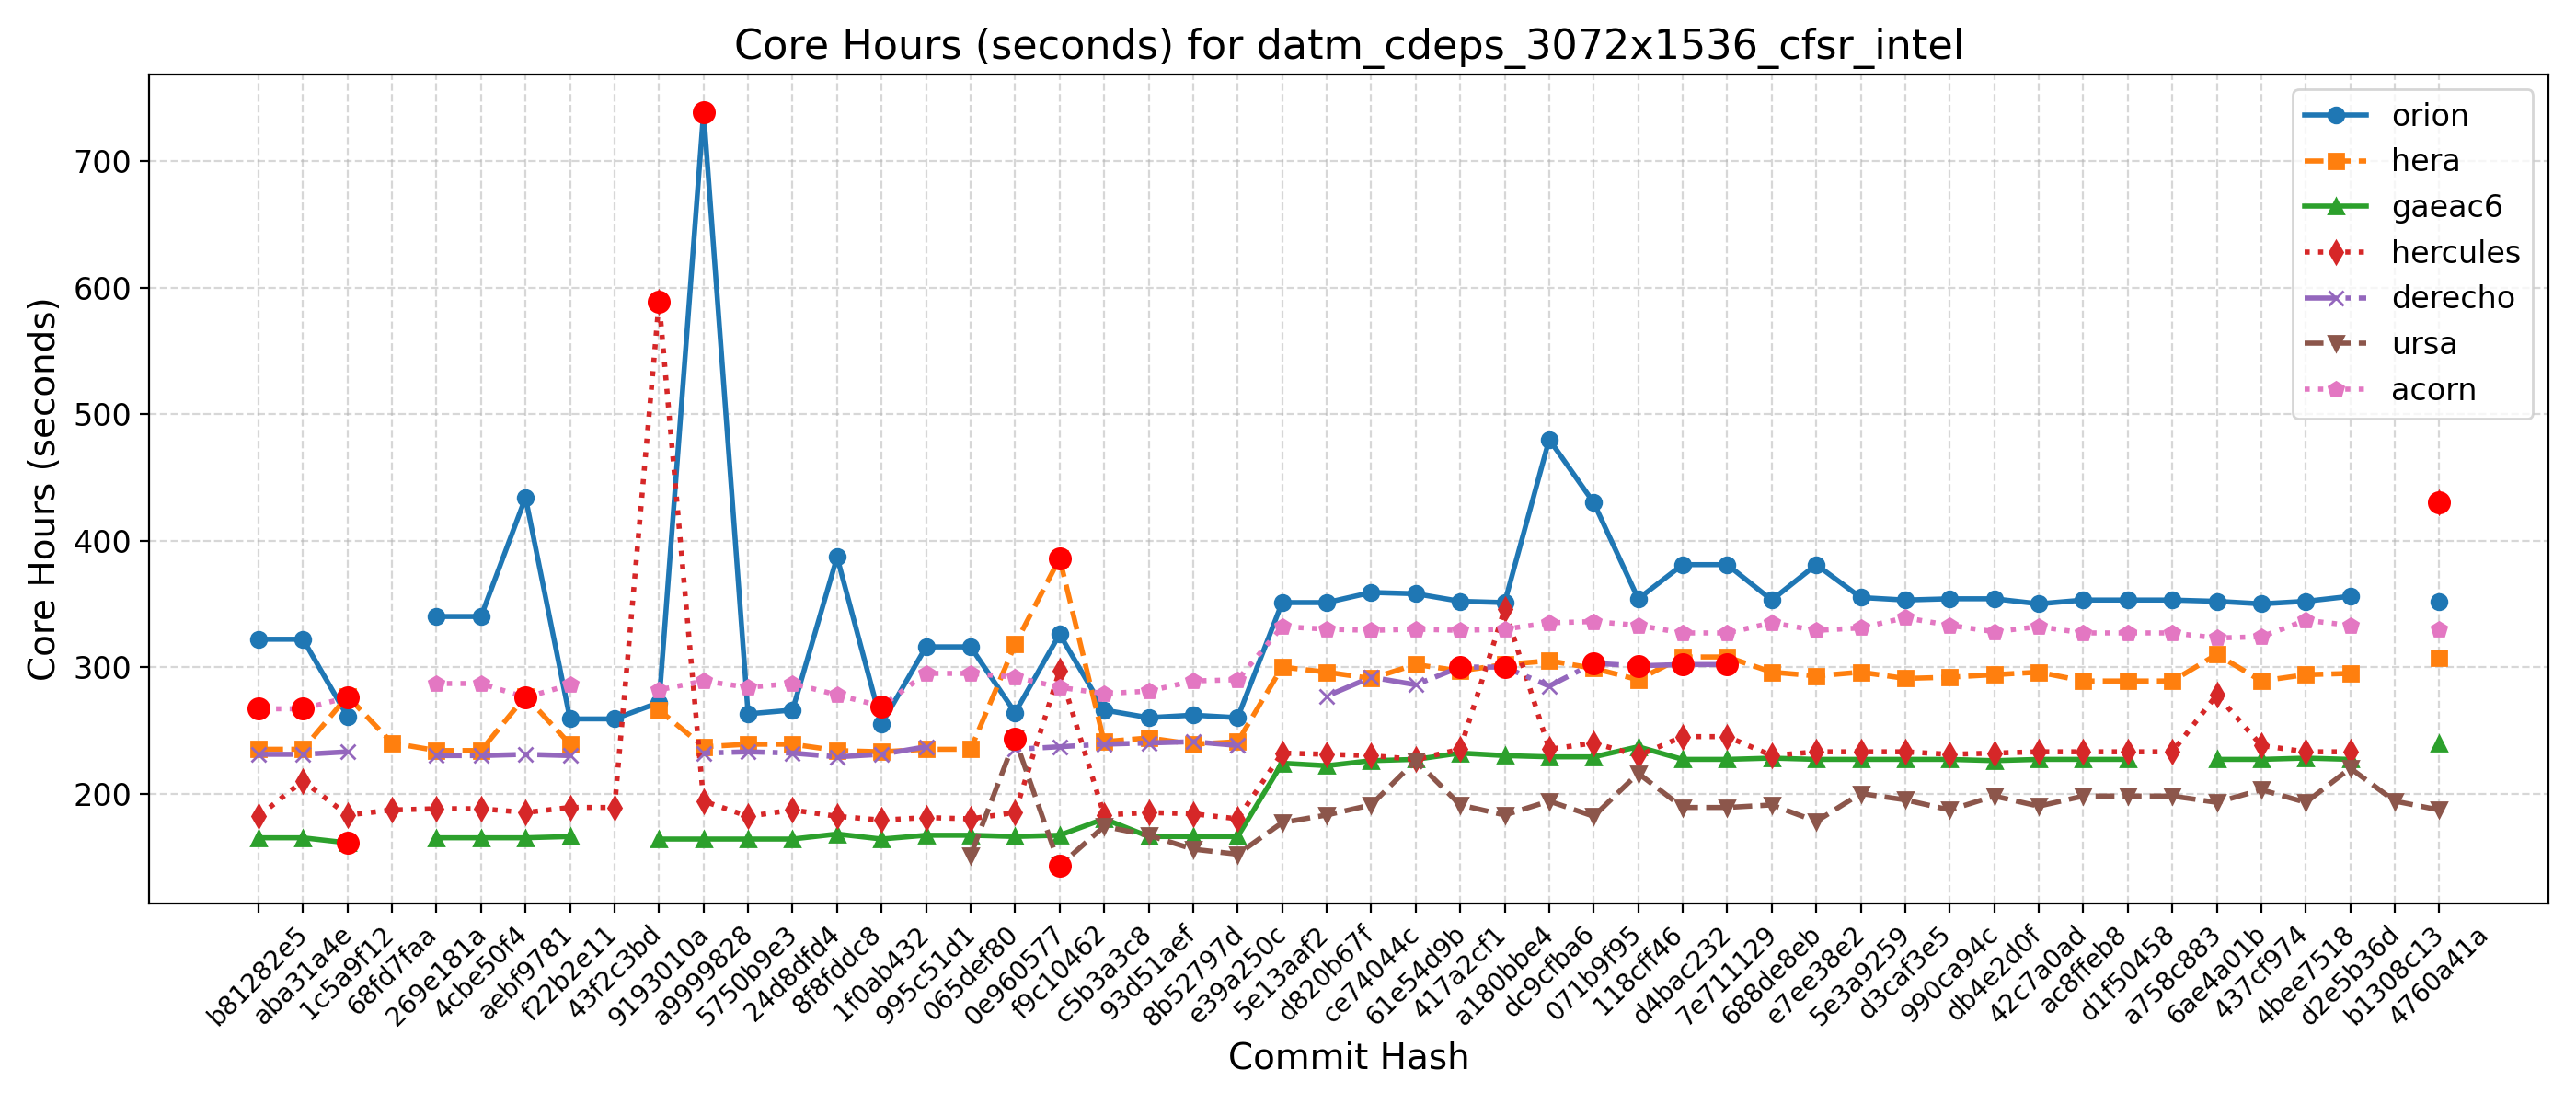 Core Hours (seconds) for datm_cdeps_3072x1536_cfsr_intel
Core Hours (seconds)
700
600
500
400
300
200
orion
hera
gaeac6
hercules
derecho
ursa
acorn
b81282e5
aba31a4e
1c5a9f12
68fd7faa
269e181a
4cbe50f4
aebf9781
f22b2e11
43f2c3bd
9193010a
a9999828
5750b9e3
24d8dfd4
8f8fddc8
1f0ab432
995c51d1
065def80
0e960577
f9c10462
c5b3a3c8
93d51aef
8b52797d
e39a250c
5e13aaf2
d820b67f
ce74044c
61e54d9b
417a2cf1
a180bbe4
dc9cfba6
071b9f95
118cff46
d4bac232
7e711129
688de8eb
e7ee38e2
5e3a9259
d3caf3e5
990ca94c
db4e2d0f
42c7a0ad
ac8ffeb8
d1f50458
a758c883
6ae4a01b
437cf974
4bee7518
d2e5b36d
b1308c13
4760a41a
Commit Hash